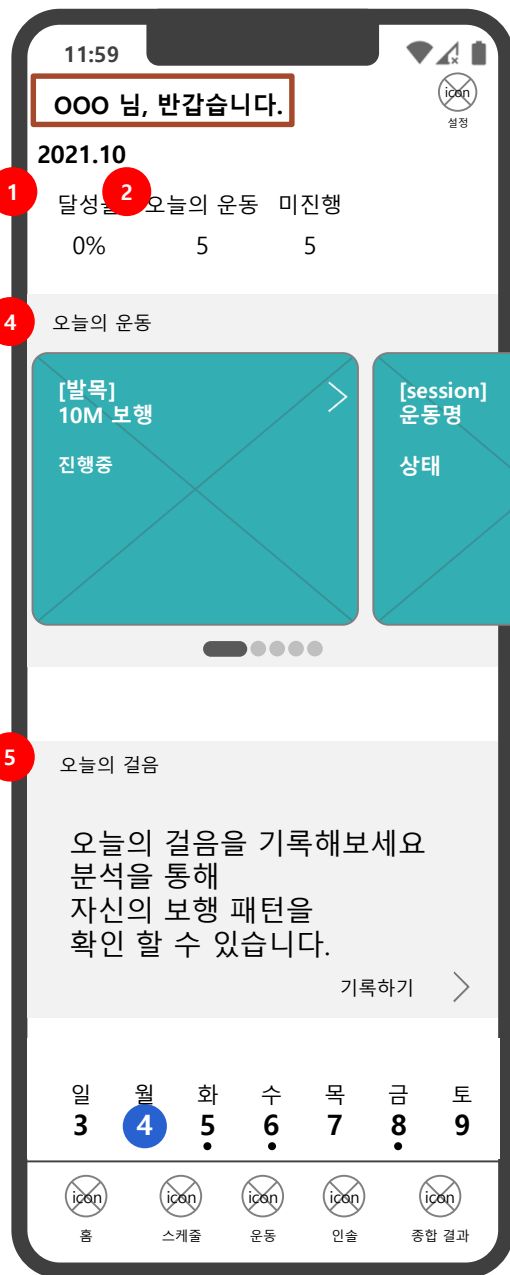 11:59
OOO 님, 반갑습니다.
icon
설정
2021.10
1
2
달성 오늘의 운동 미진행
0% 5 5
4
오늘의 운동
[발목]
10M 보행
진행중
[session]
운동명
상태
5
오늘의 걸음
오늘의 걸음을 기록해보세요
분석을 통해
자신의 보행 패턴을
확인 할 수 있습니다.
기록하기
일 월 화 수 목 금 토
3 4 5 6 7 8 9
icon icon icon icon icon
홈 스케줄 운동 인솔 종합 결과